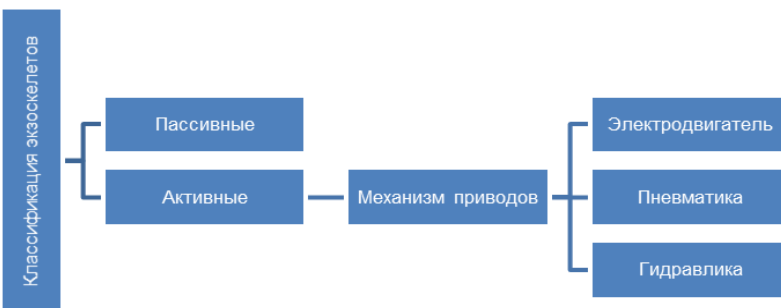 Классификация экзоскелетов
Пассивные
Активные
Механизм приводов
Электродвигатель
Пневматика
Гидравлика